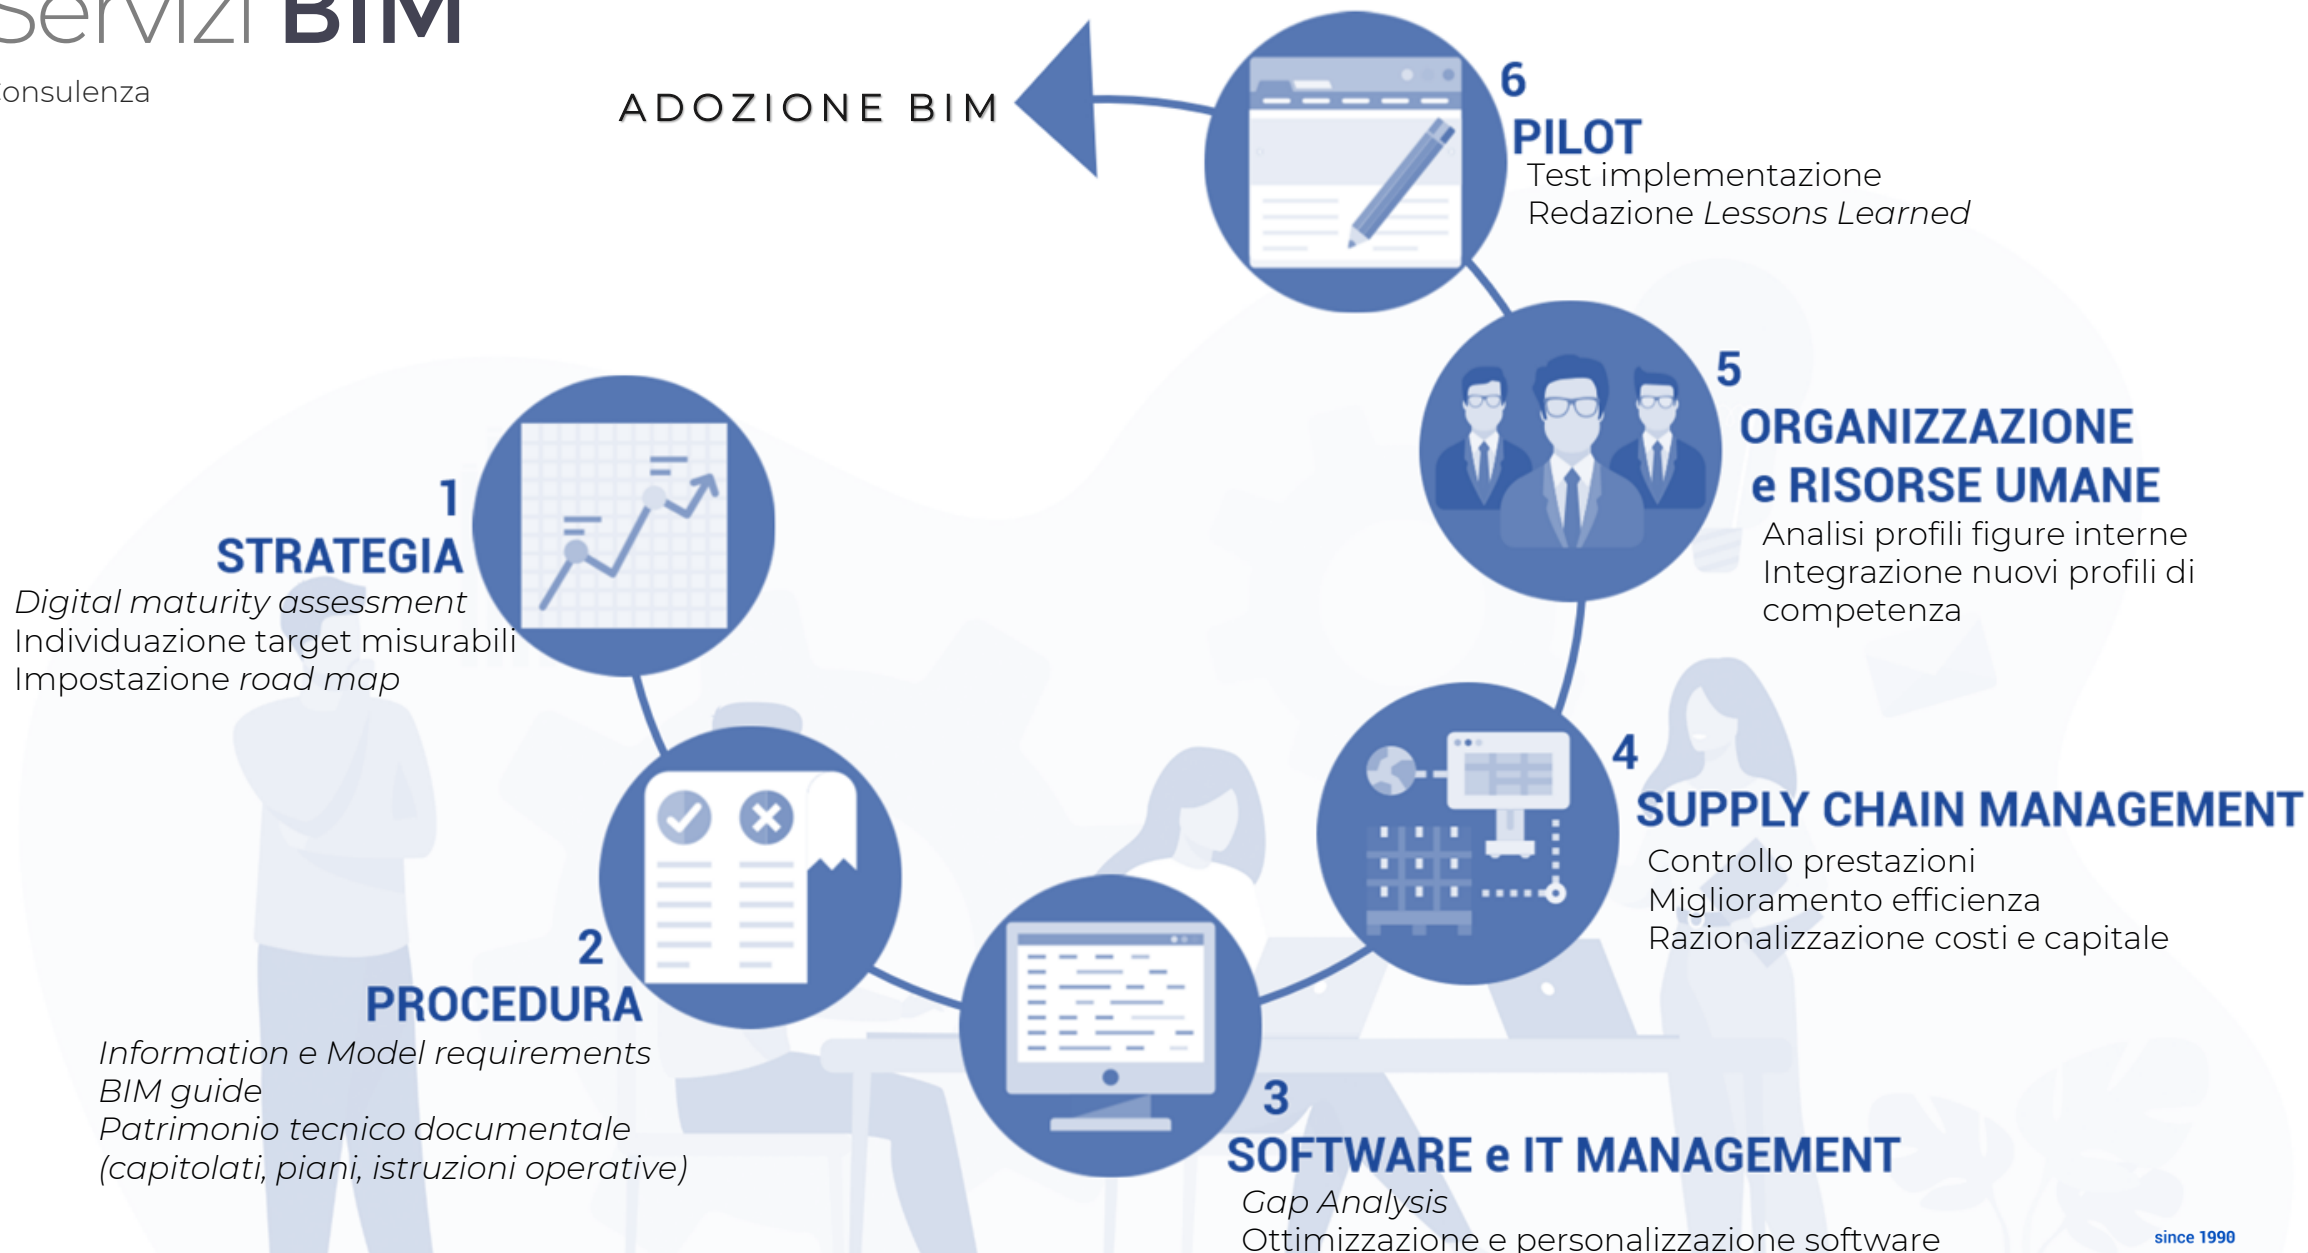 Servizi BIM
Consulenza
ADOZIONE BIM
1
STRATEGIA
Digital maturity assessment
Individuazione target misurabili
Impostazione road map
2
PROCEDURA
Information e Model requirements
BIM guide
Patrimonio tecnico documentale
(capitolati, piani, istruzioni operative)
3
SOFTWARE e IT MANAGEMENT
Gap Analysis
Ottimizzazione e personalizzazione software
4
SUPPLY CHAIN MANAGEMENT
Controllo prestazioni
Miglioramento efficienza
Razionalizzazione costi e capitale
5
ORGANIZZAZIONE
e RISORSE UMANE
Analisi profili figure interne
Integrazione nuovi profili di
competenza
6
PILOT
Test implementazione
Redazione Lessons Learned
since 1990